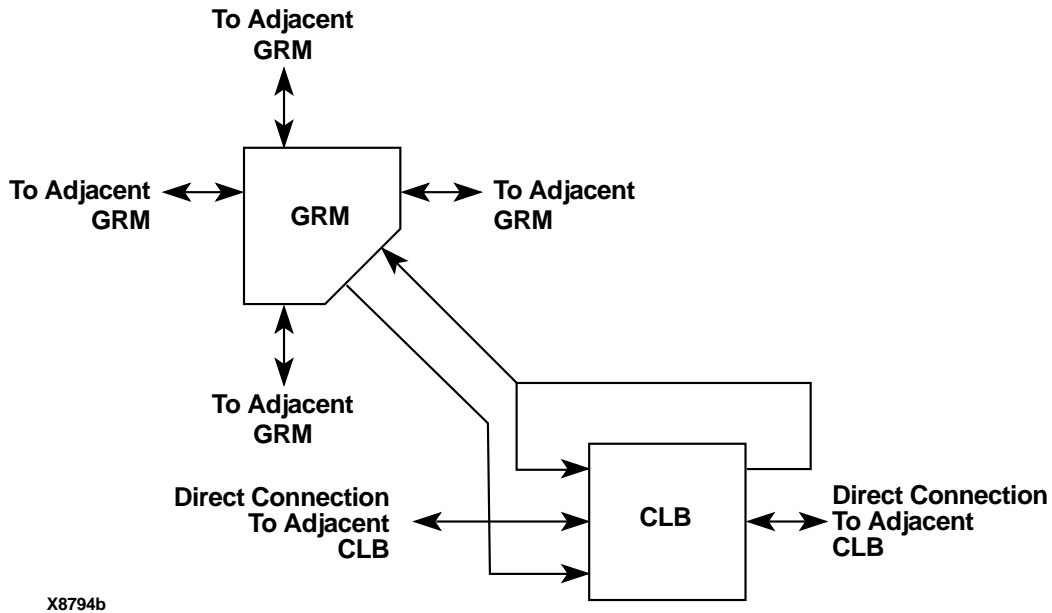 To Adjacent
GRM
To Adjacent
GRM
GRM
To Adjacent
GRM
To Adjacent
GRM
Direct Connection
To Adjacent
CLB
CLB
Direct Connection
To Adjacent
CLB
X8794b